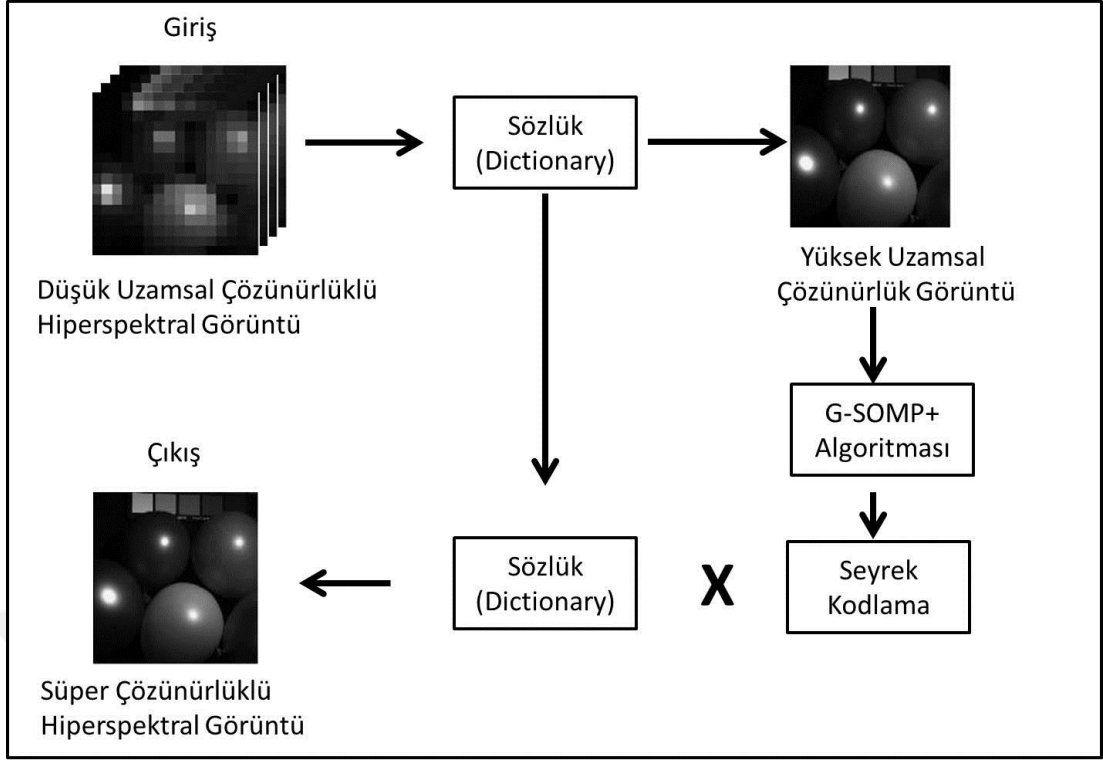 Giriş
Sözlük
(Dictionary)
Düşük Uzamsal Çözünürlüklü
Hiperspektral Görüntü
Yüksek Uzamsal
Çözünürlük Görüntü
G-SOMP+
Algoritması
Çıkış
Sözlük
(Dictionary)
X
Seyrek
Kodlama
Süper Çözünürlüklü
Hiperspektral Görüntü